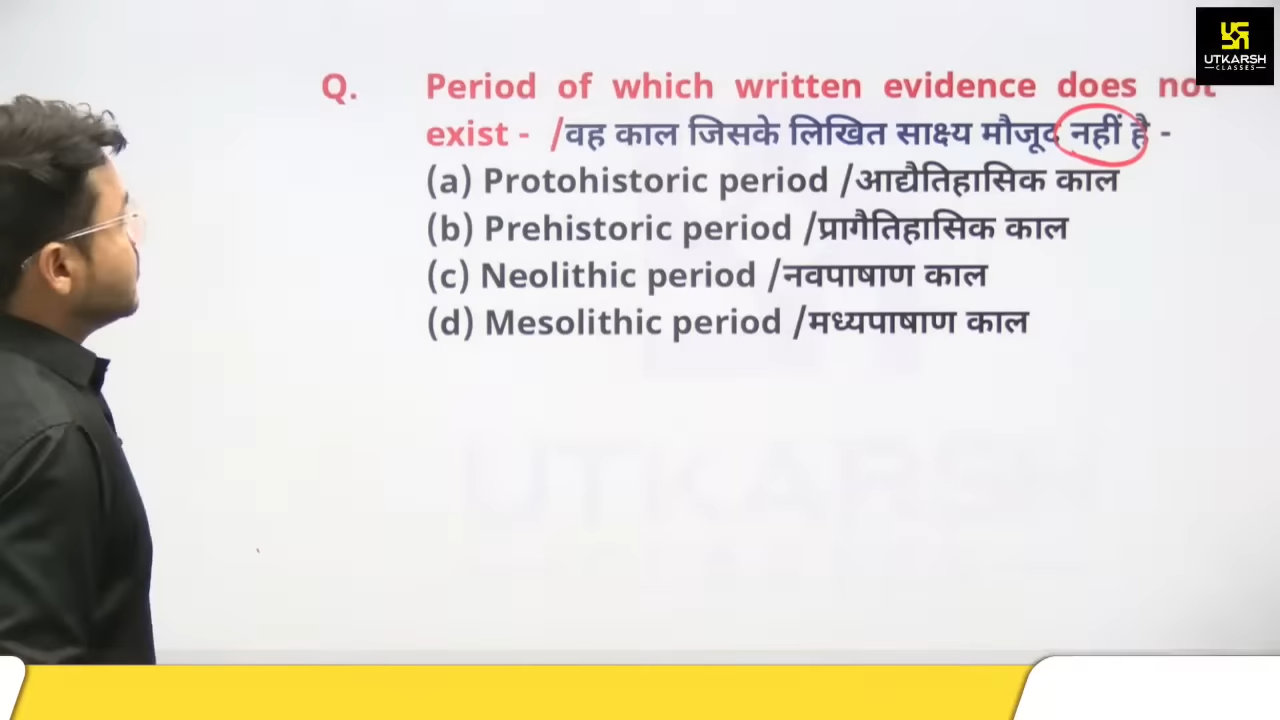 UTKARSH
CLASSES
Q. Period of which written evidence does not
exist - /वह काल जिसके लिखित साक्ष्य मौजूद नहीं है -
(a) Protohistoric period /आद्यैतिहासिक काल
(b) Prehistoric period /प्रागैतिहासिक काल
(c) Neolithic period /नवपाषाण काल
(d) Mesolithic period /मध्यपाषाण काल
UTKARSH